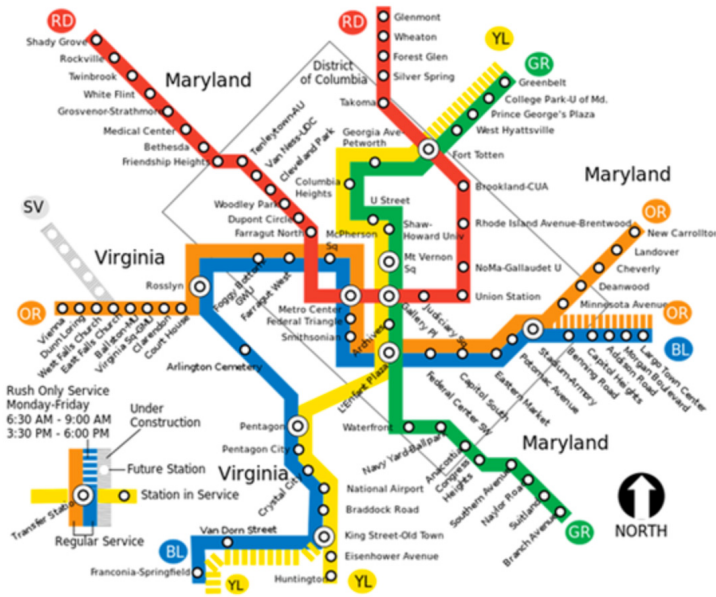 RD
Shady Grove
Rockville
Twinbrook
White Flint
Grosvenor-Strathmore
Medical Center
Bethesda
Friendship Heights
Tenleytown-AU
Van Ness-UDC
Cleveland Park
Woodley Park
Dupont Circle
Farragut North
Maryland
District
of Columbia
RD
Glenmont
Wheaton
Forest Glen
Silver Spring
Takoma
YL
GR
Greenbelt
College Park-U of Md.
Prince George's Plaza
West Hyattsville
Georgia Ave-
Petworth
Fort Totten
Columbia
Heights
U Street
Shaw-
Howard Univ
Mt Vernon
Sq
Brookland-CUA
Rhode Island Avenue-Brentwood
NoMa-Gallaudet U
Union Station
Judiciary Sq
Gallery Pl
Maryland
OR
New Carrollton
Landover
Cheverly
Deanwood
Minnesota Avenue
OR
BL
SV
Virginia
Rosslyn
Foggy Bottom
GWU
Farragut West
McPherson
Sq
Metro Center
Federal Triangle
Smithsonian
Archives
L'Enfant Plaza
OR
Vienna
Dunn Loring
West Falls Church
East Falls Church
Ballston-MU
Virginia Sq-GMU
Clarendon
Court House
Arlington Cemetery
Federal Center SW
Capitol South
Eastern Market
Potomac Avenue
Stadium-Armory
Benning Road
Capitol Heights
Addison Road
Morgan Boulevard
Largo Town Center
Rush Only Service
Monday-Friday
6:30 AM - 9:00 AM
3:30 PM - 6:00 PM
Under
Construction
Future Station
Station in Service
Transfer Station
Regular Service
Pentagon
Pentagon City
Virginia
Crystal City
National Airport
Braddock Road
King Street-Old Town
Eisenhower Avenue
Huntington
YL
Van Dorn Street
BL
Franconia-Springfield
YL
Waterfront
Navy Yard-Ballpark
Anacostia
Congress
Heights
Southern Avenue
Naylor Road
Suitland
Branch Avenue
GR
Maryland
NORTH